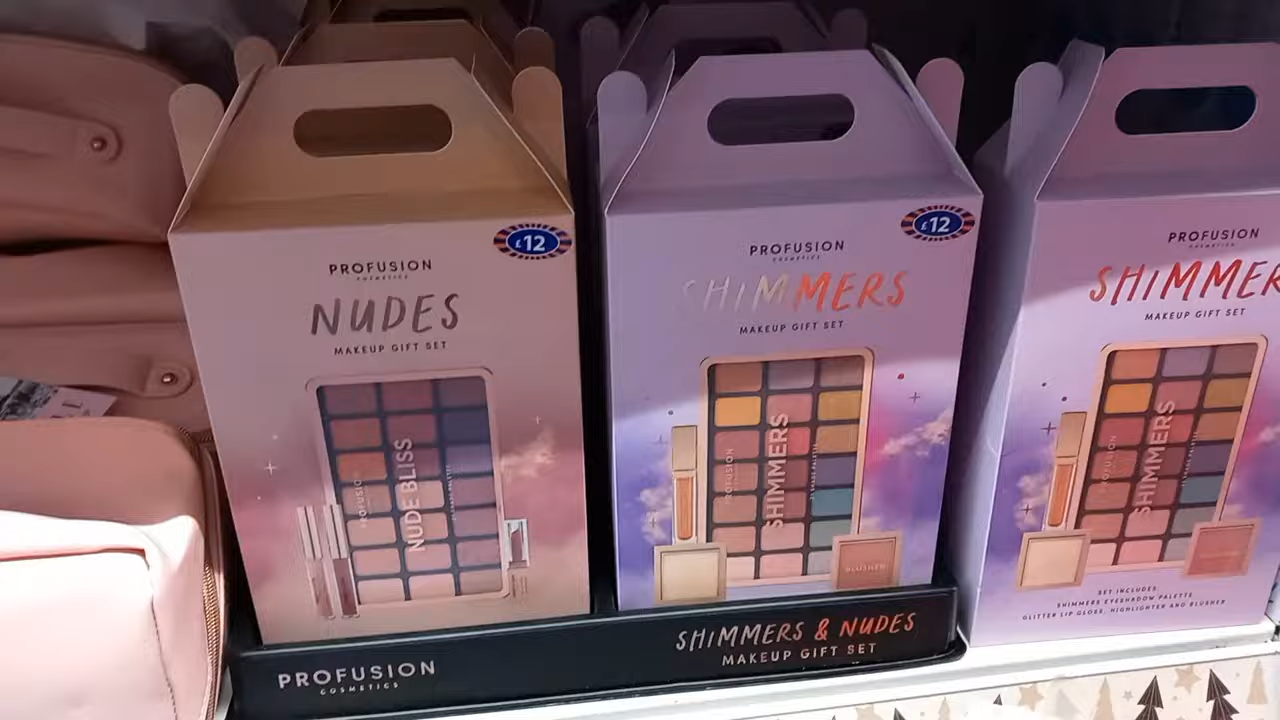 £12
PROFUSION
COSMETICS
NUDES
MAKEUP GIFT SET
NUDE BLISS
£12
PROFUSION
COSMETICS
SHIMMERS
MAKEUP GIFT SET
PROFUSION
SHIMMERS
BLUSHER
PROFUSION
COSMETICS
SHIMMER
MAKEUP GIFT SET
PROFUSION
SHIMMERS
SET INCLUDES:
SHIMMERS EYESHADOW PALETTE
GLITTER LIP GLOSS, HIGHLIGHTER AND BLUSHER
PROFUSION
COSMETICS
SHIMMERS & NUDES
MAKEUP GIFT SET